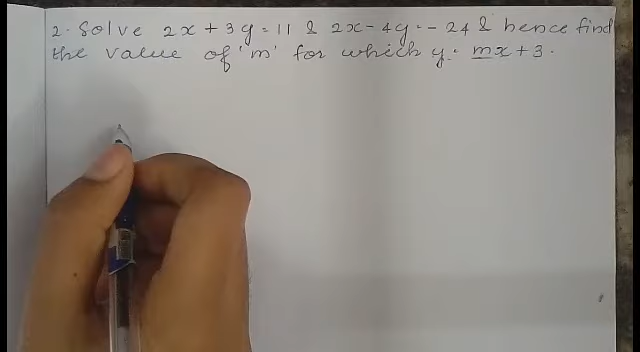 2. Solve 2x + 3y = 11 & 2x - 4y = - 24 & hence find
the value of 'm' for which y = mx + 3.